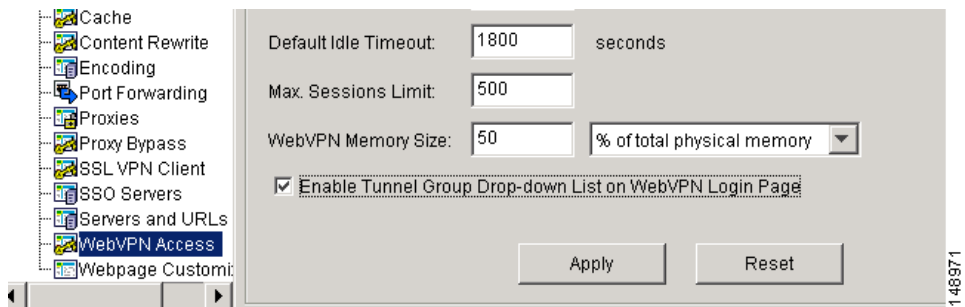 Cache
Content Rewrite
Encoding
Port Forwarding
Proxies
Proxy Bypass
SSL VPN Client
SSO Servers
Servers and URLs
WebVPN Access
Webpage Customi
Default Idle Timeout: 1800 seconds
Max. Sessions Limit: 500
WebVPN Memory Size: 50 % of total physical memory
Enable Tunnel Group Drop-down List on WebVPN Login Page
Apply Reset
148971